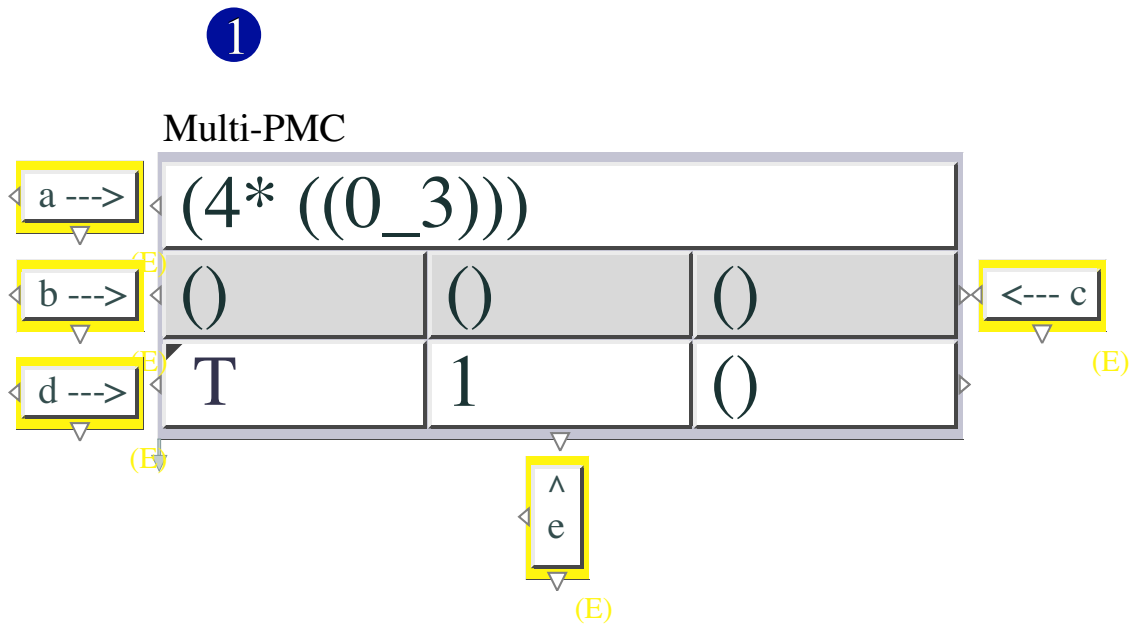 1
Multi-PMC
a --->
(4* ((0_3)))
(E)
b --->
() () ()
<--- c
(E)
(E)
d --->
T 1 ()
(E)
^
e
(E)